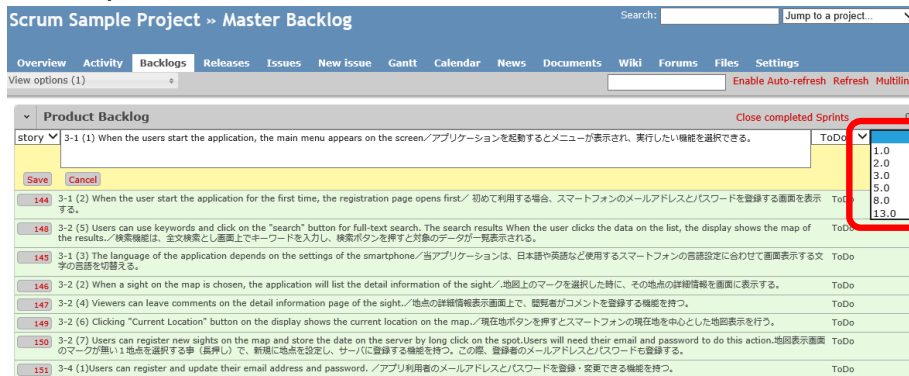 Scrum Sample Project » Master Backlog
Search:
Jump to a project...
Overview Activity Backlogs Releases Issues New issue Gantt Calendar News Documents Wiki Forums Files Settings
View options (1)
Enable Auto-refresh Refresh Multilin
Product Backlog
Close completed Sprints
story 3-1 (1) When the users start the application, the main menu appears on the screen／アプリケーションを起動するとメニューが表示され、実行したい機能を選択できる。 ToDo
1.0
2.0
3.0
5.0
8.0
13.0
Save Cancel
144 3-1 (2) When the user start the application for the first time, the registration page opens first／ 初めて利用する場合、スマートフォンのメールアドレスとパスワードを登録する画面を表示 ToDo
する。
148 3-2 (5) Users can use keywords and click on the "search" button for full-text search. The search results When the user clicks the data on the list, the display shows the map of ToDo
the results.／検索機能は、全文検索とし画面上でキーワードを入力し、検索ボタンを押すと対象のデータが一覧表示される。
145 3-1 (3) The language of the application depends on the settings of the smartphone／当アプリケーションは、日本語や英語など使用するスマートフォンの言語設定に合わせて画面表示する文 ToDo
字の言語を切替える。
146 3-2 (2) When a sight on the map is chosen, the application will list the detail information of the sight／.地図上のマークを選択した時に、その地点の詳細情報を画面に表示する。 ToDo
147 3-2 (4) Viewers can leave comments on the detail information page of the sight.／地点の詳細情報表示画面上で、閲覧者がコメントを登録する機能を持つ。 ToDo
149 3-2 (6) Clicking "Current Location" button on the display shows the current location on the map.／現在地ボタンを押すとスマートフォンの現在地を中心とした地図表示を行う。 ToDo
150 3-2 (7) Users can register new sights on the map and store the date on the server by long click on the spot.Users will need their email and password to do this action.地図表示画面 ToDo
のマークが無い１地点を選択する事（長押し）で、新規に地点を設定し、サーバに登録する機能を持つ。この際、登録者のメールアドレスとパスワードも登録する。
151 3-4 (1)Users can register and update their email address and password. ／アプリ利用者のメールアドレスとパスワードを登録・変更できる機能を持つ。 ToDo